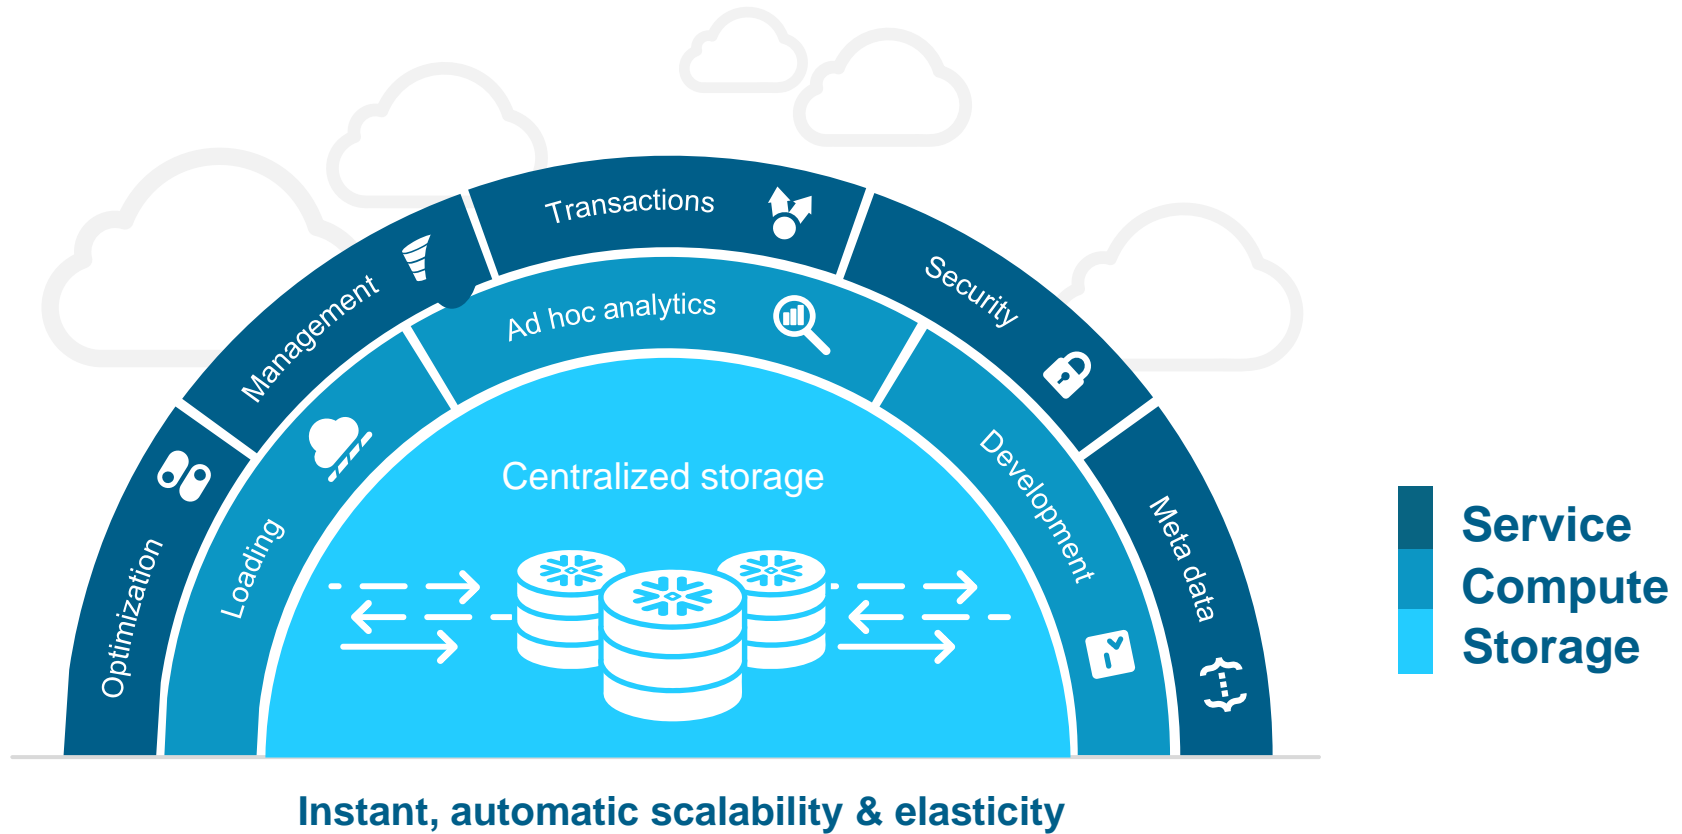 Transactions
Management
Security
Optimization
Meta data
Ad hoc analytics
Loading
Development
Centralized storage
Service
Compute
Storage
Instant, automatic scalability & elasticity